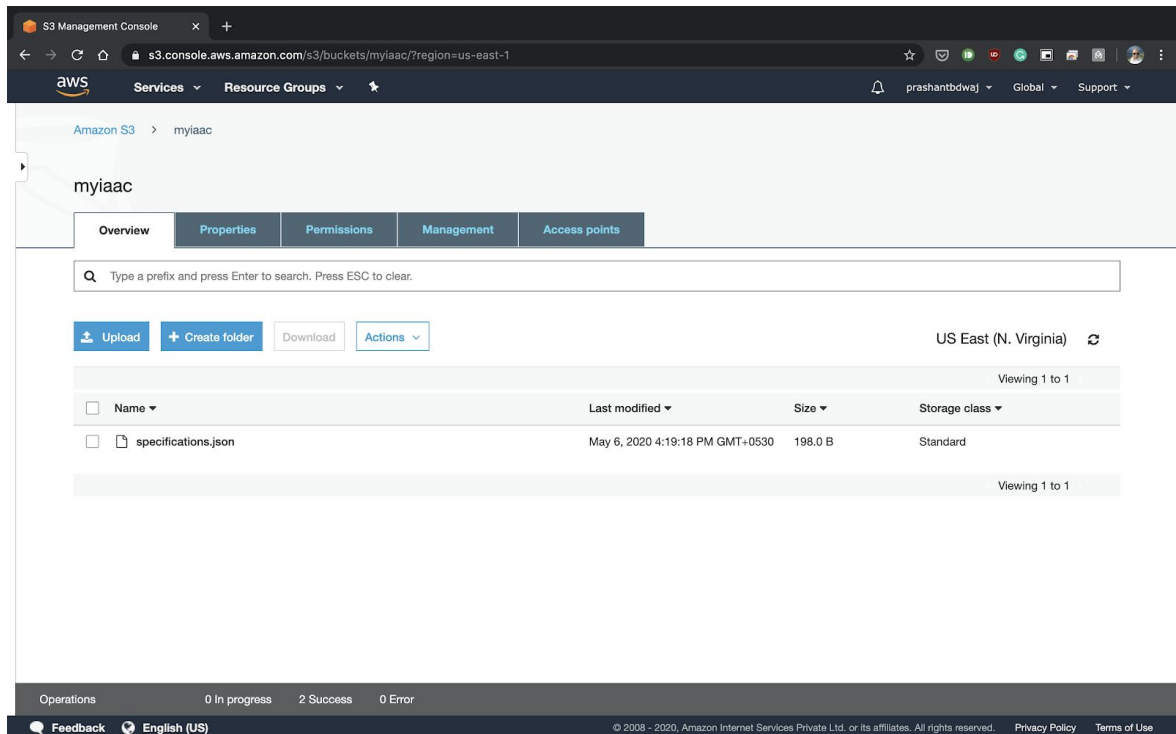 S3 Management Console
s3.console.aws.amazon.com/s3/buckets/myiaac/?region=us-east-1
aws Services Resource Groups prashantbdwaj Global Support
Amazon S3 > myiaac
myiaac
Overview Properties Permissions Management Access points
Type a prefix and press Enter to search. Press ESC to clear.
Upload + Create folder Download Actions US East (N. Virginia)
Viewing 1 to 1
Name Last modified Size Storage class
specifications.json May 6, 2020 4:19:18 PM GMT+0530 198.0 B Standard
Viewing 1 to 1
Operations 0 In progress 2 Success 0 Error
Feedback English (US) © 2008 - 2020, Amazon Internet Services Private Ltd. or its affiliates. All rights reserved. Privacy Policy Terms of Use